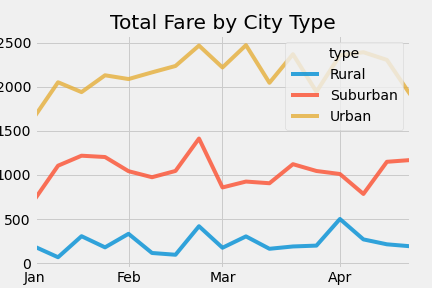 Total Fare by City Type
2500
2000
1500
1000
500
0
Jan Feb Mar Apr
type
Rural
Suburban
Urban